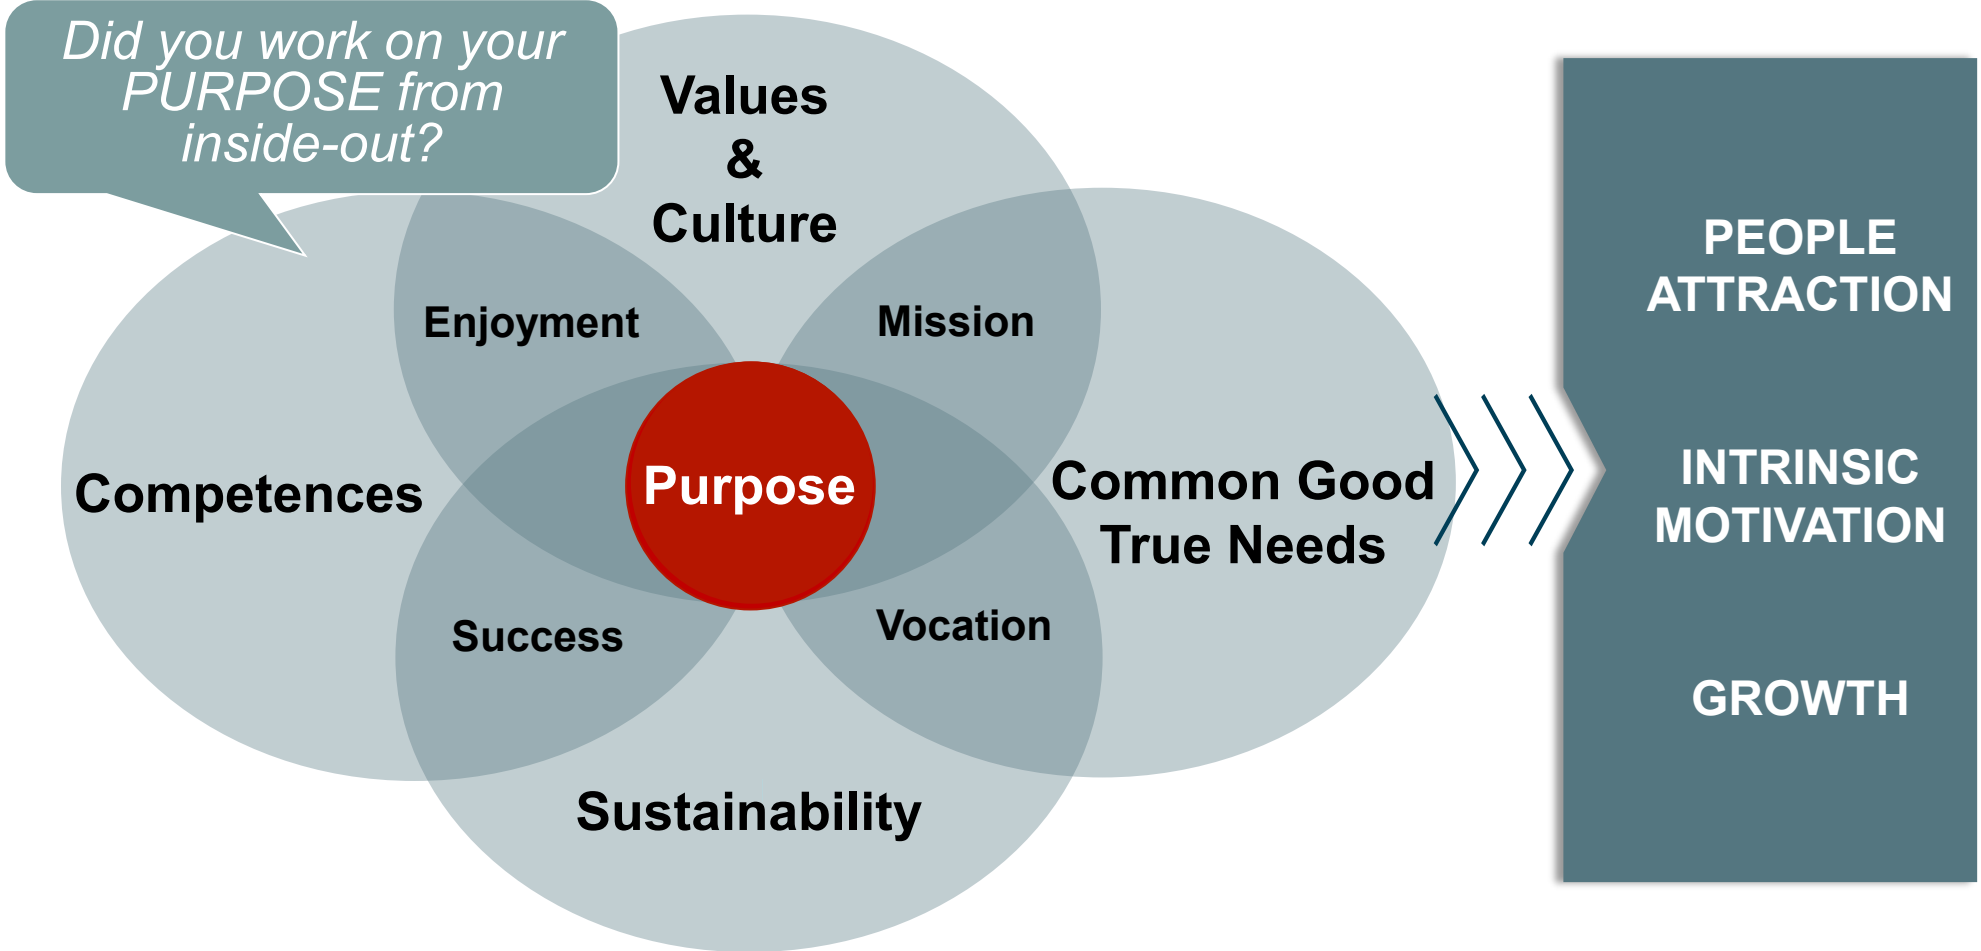 Did you work on your
PURPOSE from
inside-out?
Values
&
Culture
Enjoyment
Mission
Competences
Purpose
Common Good
True Needs
Success
Vocation
Sustainability
PEOPLE
ATTRACTION
INTRINSIC
MOTIVATION
GROWTH